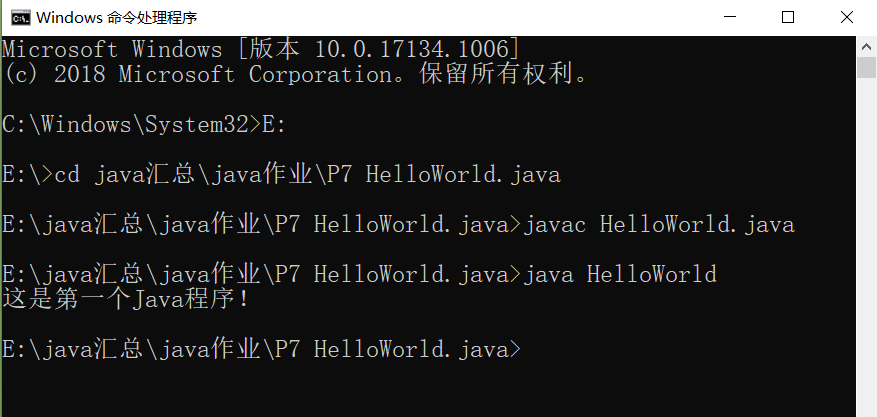 Windows 命令处理程序
Microsoft Windows [版本 10.0.17134.1006]
(c) 2018 Microsoft Corporation。保留所有权利。
C:\Windows\System32>E:
E:\>cd java汇总\java作业\P7 HelloWorld.java
E:\java汇总\java作业\P7 HelloWorld.java>javac HelloWorld.java
E:\java汇总\java作业\P7 HelloWorld.java>java HelloWorld
这是第一个Java程序!
E:\java汇总\java作业\P7 HelloWorld.java>